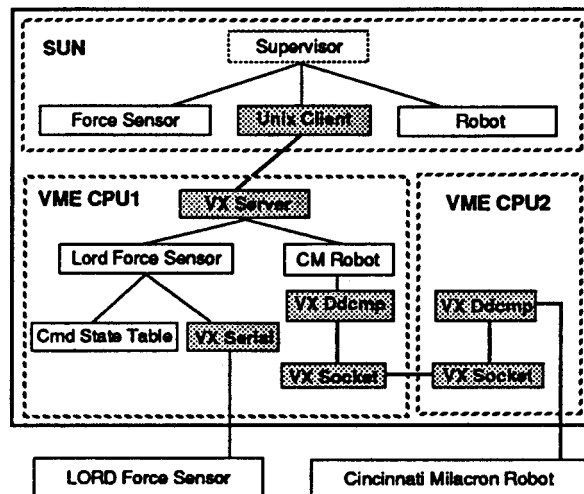 SUN
Supervisor
Force Sensor
Unix Client
Robot
VME CPU1
VX Server
VME CPU2
Lord Force Sensor
CM Robot
VX Ddcmp
VX Ddcmp
Cmd State Table
VX Serial
VX Socket
VX Socket
LORD Force Sensor
Cincinnati Milacron Robot